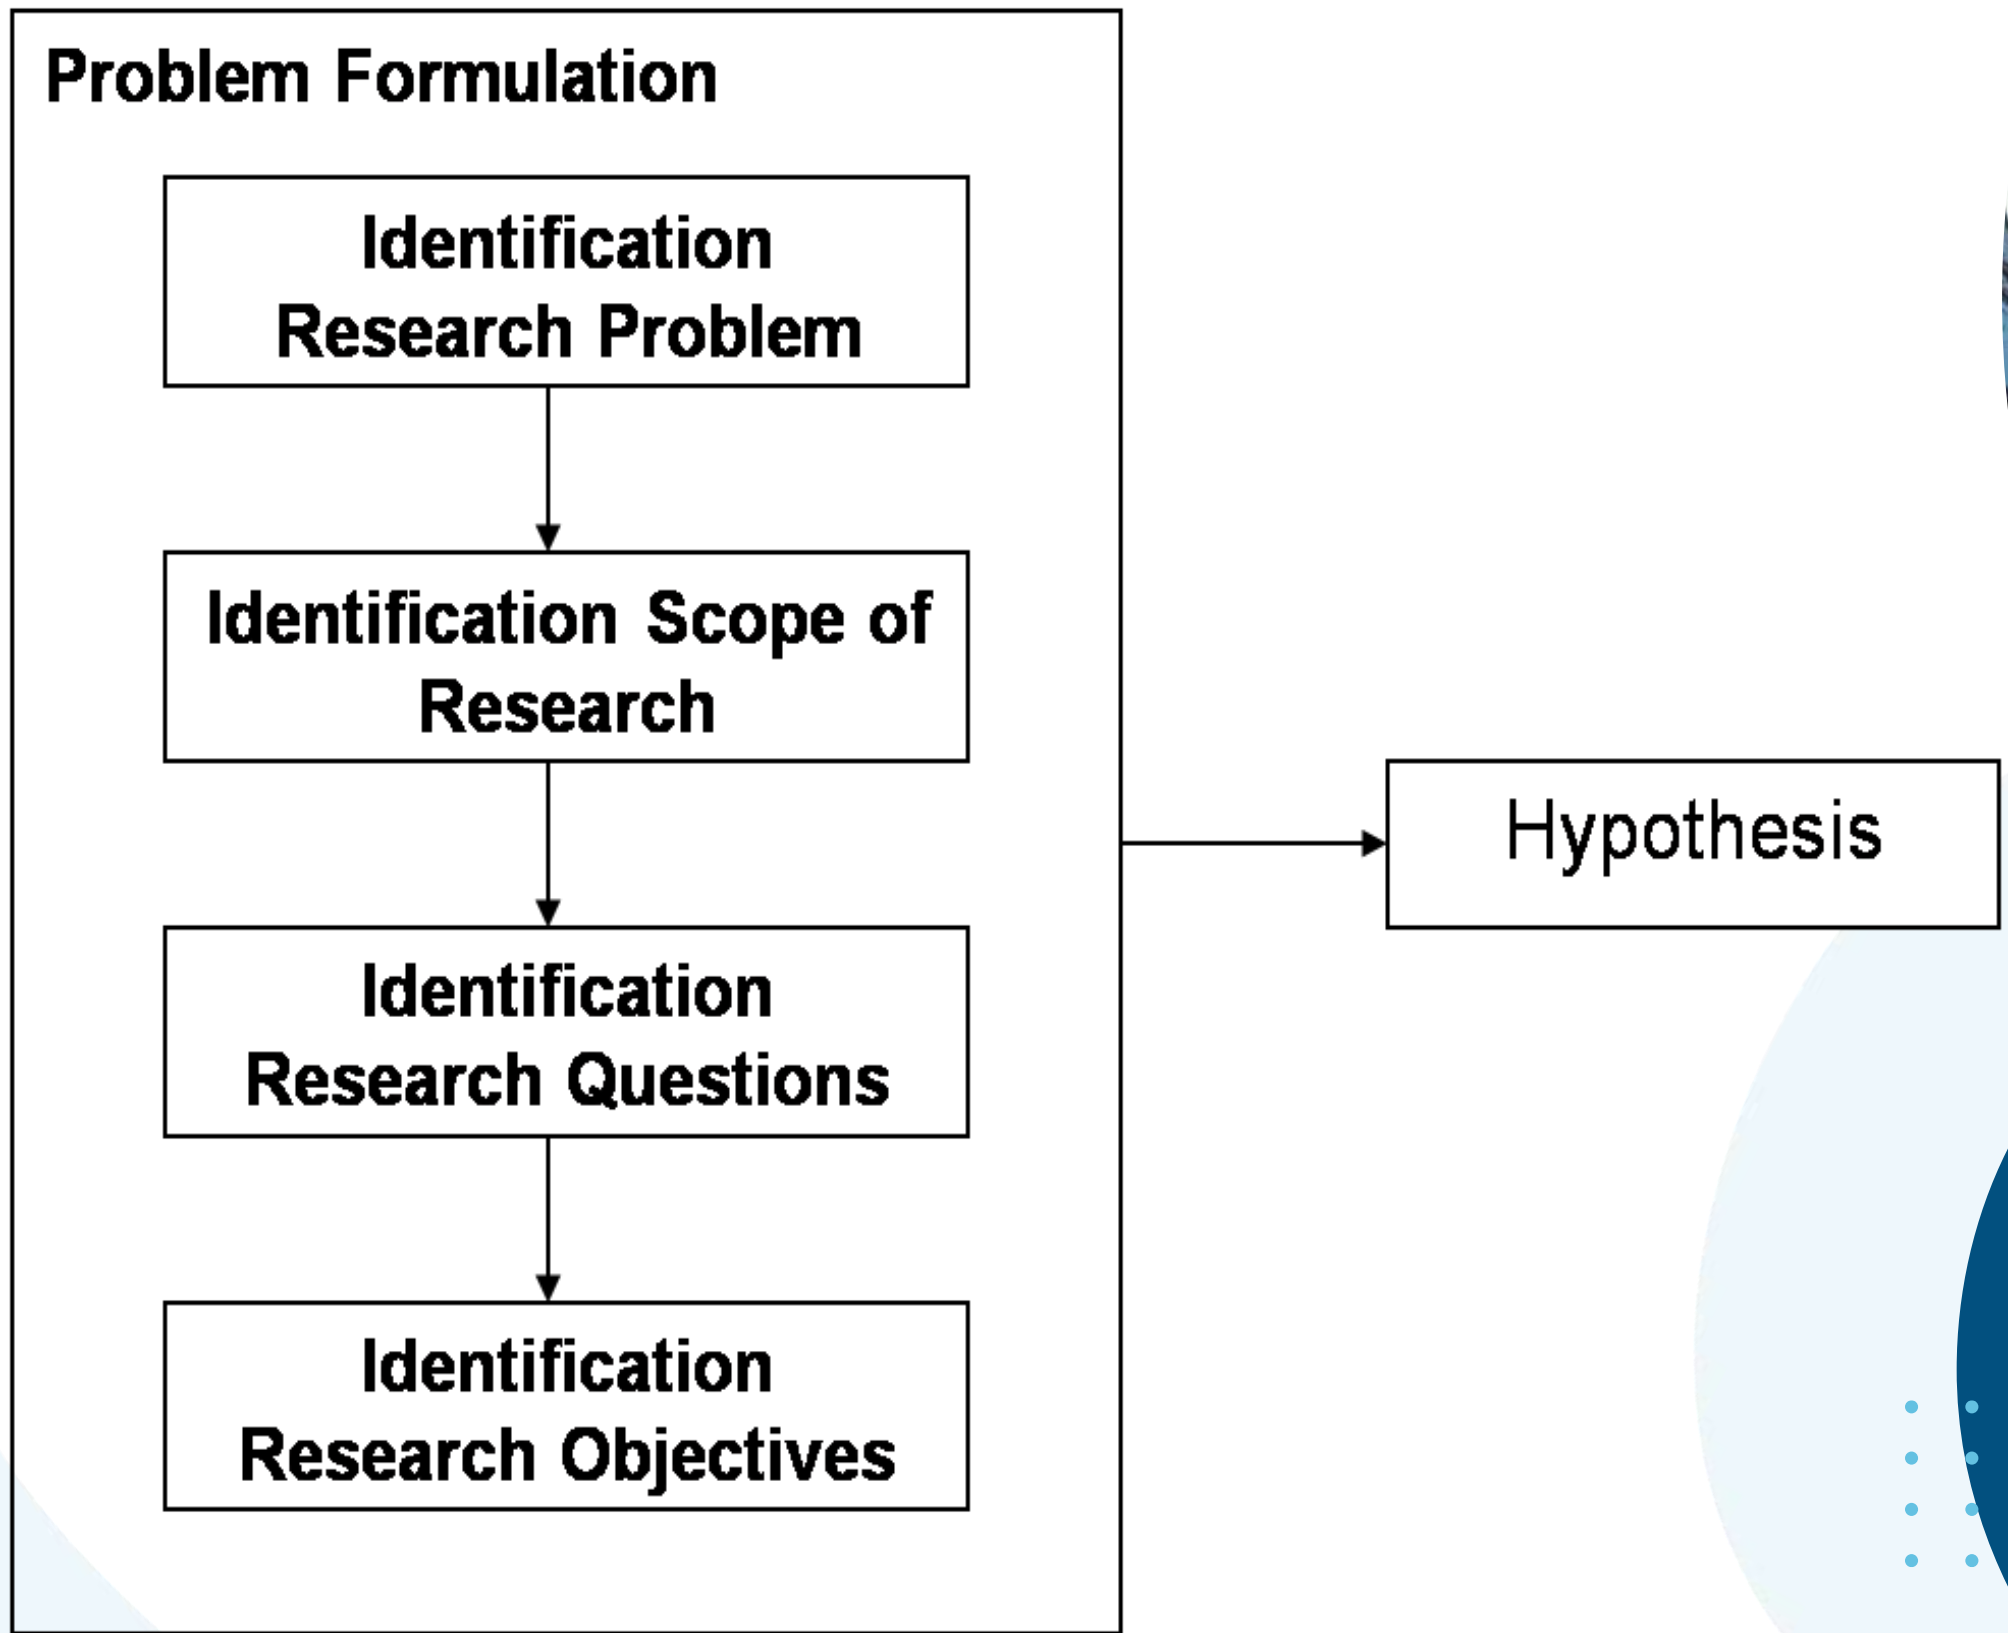 Problem Formulation
Identification
Research Problem
Identification Scope of
Research
Identification
Research Questions
Identification
Research Objectives
Hypothesis